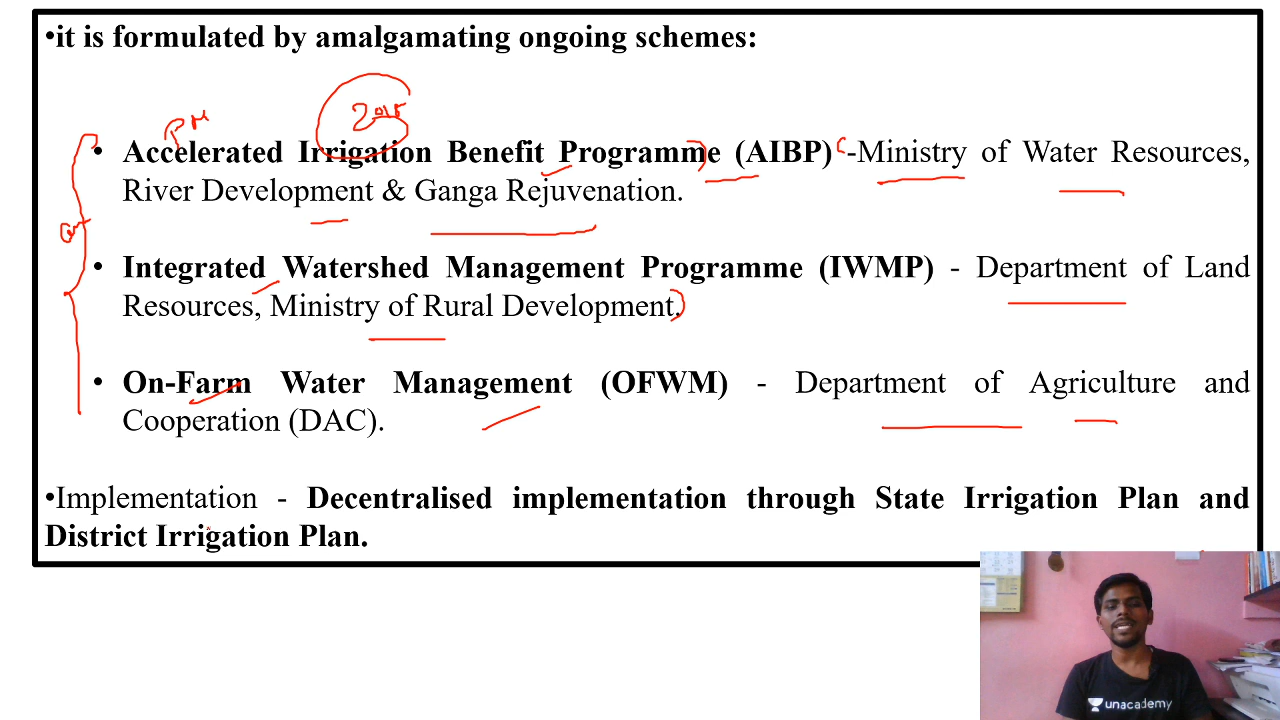 •it is formulated by amalgamating ongoing schemes:
2015
PM
• Accelerated Irrigation Benefit Programme (AIBP) -Ministry of Water Resources,
River Development & Ganga Rejuvenation.
• Integrated Watershed Management Programme (IWMP) - Department of Land
Resources, Ministry of Rural Development.
• On-Farm Water Management (OFWM) - Department of Agriculture and
Cooperation (DAC).
•Implementation - Decentralised implementation through State Irrigation Plan and
District Irrigation Plan.
unacademy